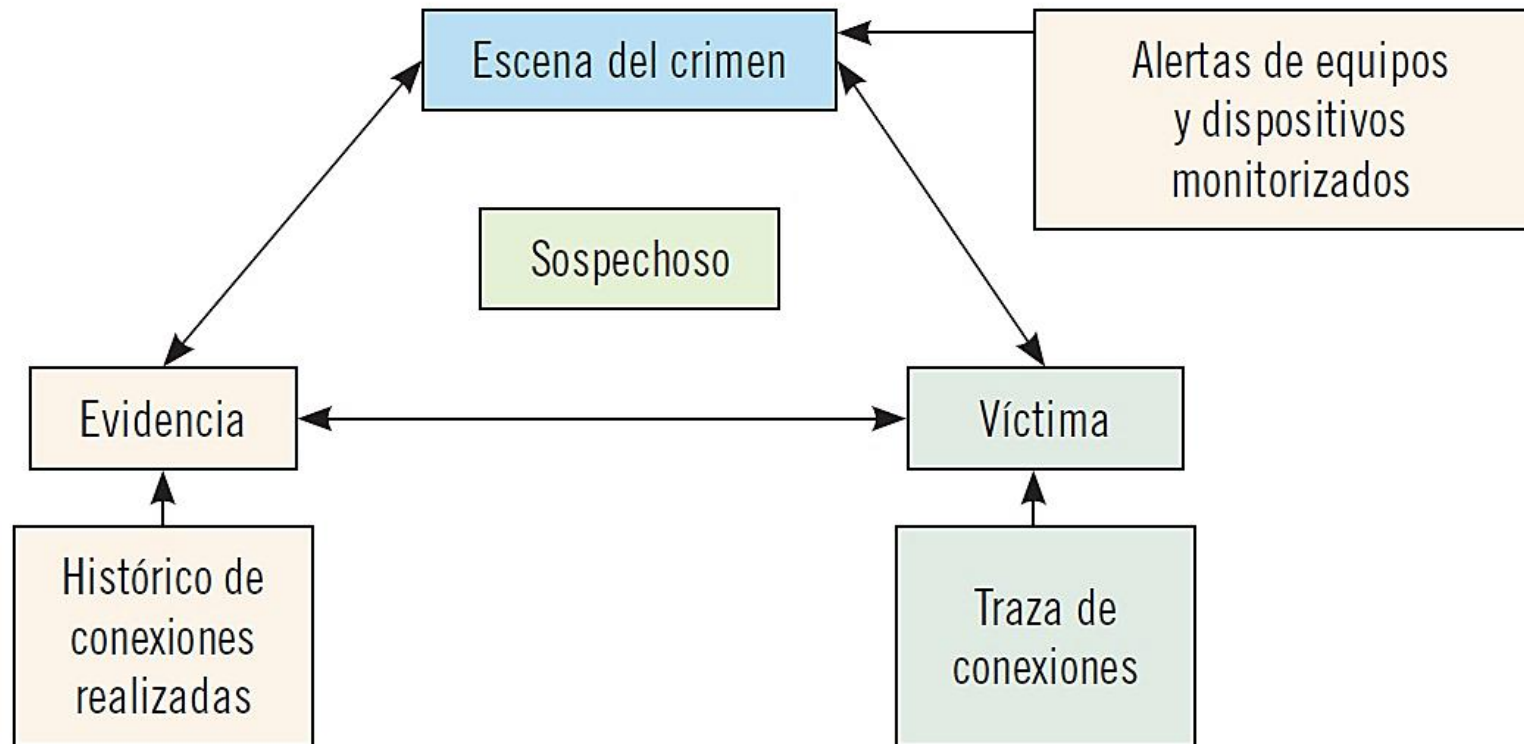 Escena del crimen
Alertas de equipos
y dispositivos
monitorizados
Sospechoso
Evidencia
Víctima
Histórico de
conexiones
realizadas
Traza de
conexiones